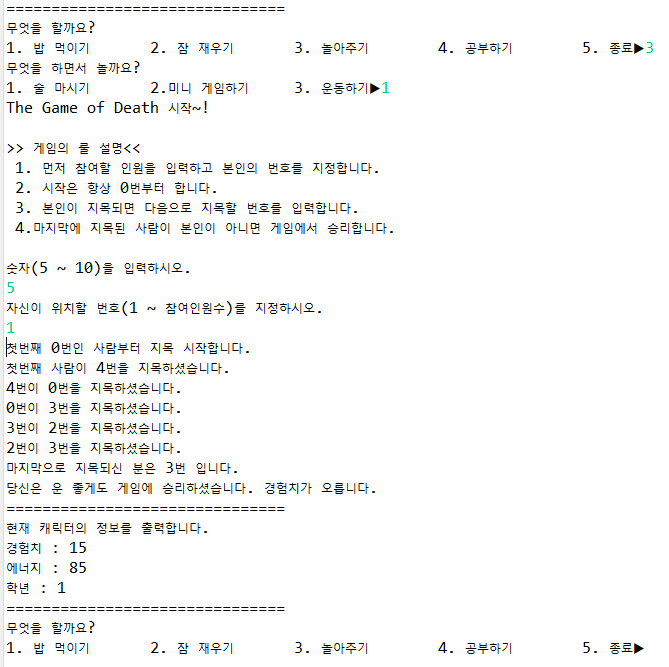 ===============================
무엇을 할까요?
1. 밥 먹이기 2. 잠 재우기 3. 놀아주기 4. 공부하기 5. 종료▶3
무엇을 하면서 놀까요?
1. 술 마시기 2.미니 게임하기 3. 운동하기▶1
The Game of Death 시작~!
>> 게임의 룰 설명<<
1. 먼저 참여할 인원을 입력하고 본인의 번호를 지정합니다.
2. 시작은 항상 0번부터 합니다.
3. 본인이 지목되면 다음으로 지목할 번호를 입력합니다.
4.마지막에 지목된 사람이 본인이 아니면 게임에서 승리합니다.
숫자(5 ~ 10)을 입력하시오.
5
자신이 위치할 번호(1 ~ 참여인원수)를 지정하시오.
1
첫번째 0번인 사람부터 지목 시작합니다.
첫번째 사람이 4번을 지목하셨습니다.
4번이 0번을 지목하셨습니다.
0번이 3번을 지목하셨습니다.
3번이 2번을 지목하셨습니다.
2번이 3번을 지목하셨습니다.
마지막으로 지목되신 분은 3번 입니다.
당신은 운 좋게도 게임에 승리하셨습니다. 경험치가 오릅니다.
===============================
현재 캐릭터의 정보를 출력합니다.
경험치 : 15
에너지 : 85
학년 : 1
===============================
무엇을 할까요?
1. 밥 먹이기 2. 잠 재우기 3. 놀아주기 4. 공부하기 5. 종료▶